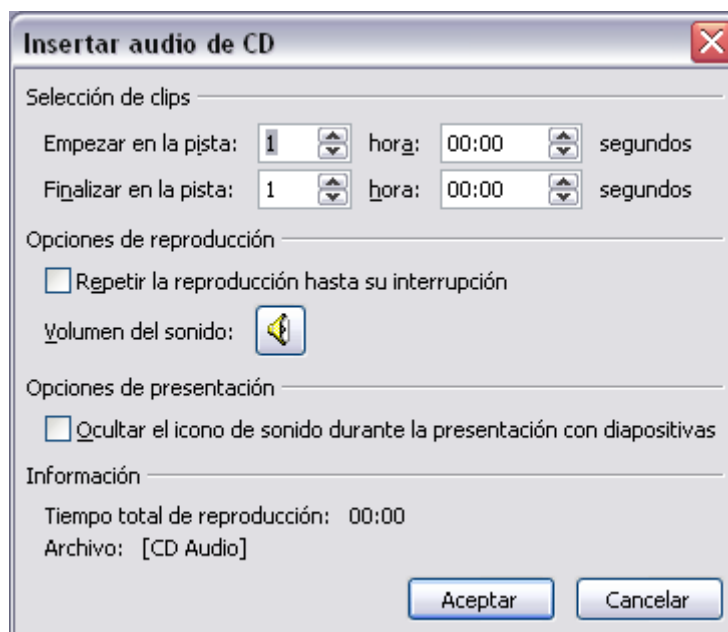 Insertar audio de CD
Selección de clips
Empezar en la pista: 1 hora: 00:00 segundos
Finalizar en la pista: 1 hora: 00:00 segundos
Opciones de reproducción
Repetir la reproducción hasta su interrupción
Volumen del sonido:
Opciones de presentación
Ocultar el icono de sonido durante la presentación con diapositivas
Información
Tiempo total de reproducción: 00:00
Archivo: [CD Audio]
Aceptar Cancelar